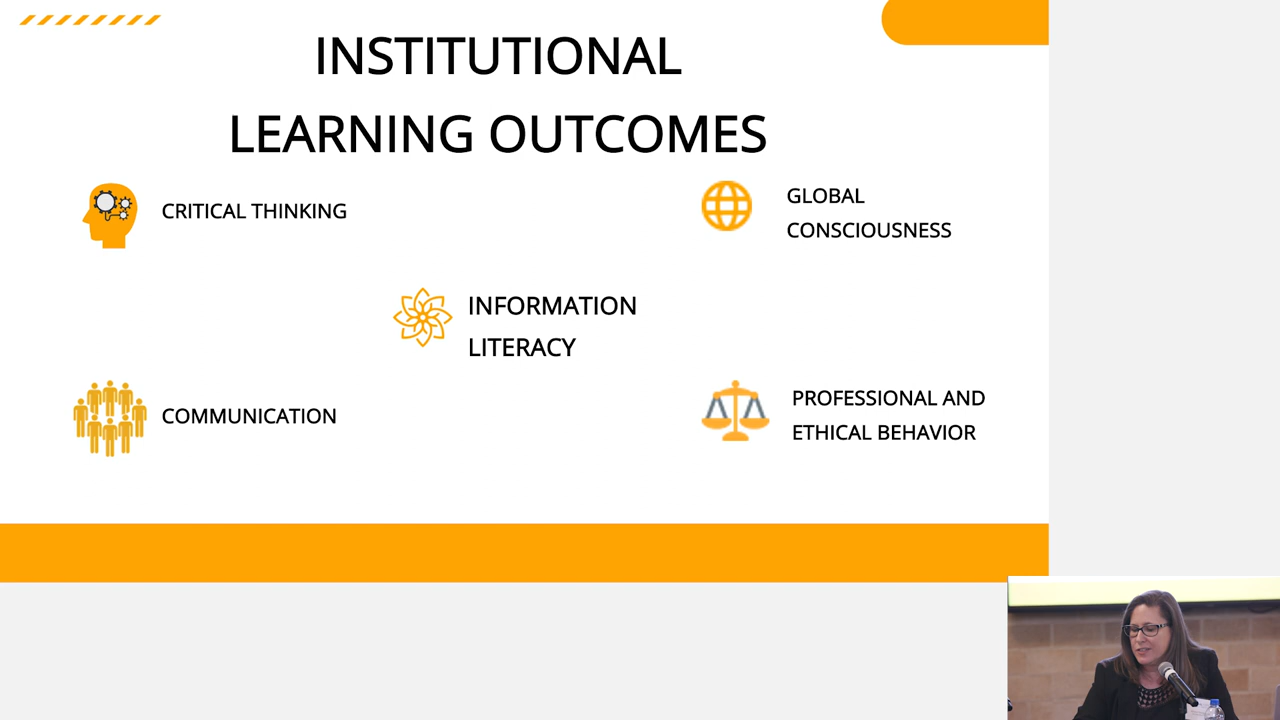 INSTITUTIONAL
LEARNING OUTCOMES
CRITICAL THINKING
GLOBAL
CONSCIOUSNESS
INFORMATION
LITERACY
COMMUNICATION
PROFESSIONAL AND
ETHICAL BEHAVIOR